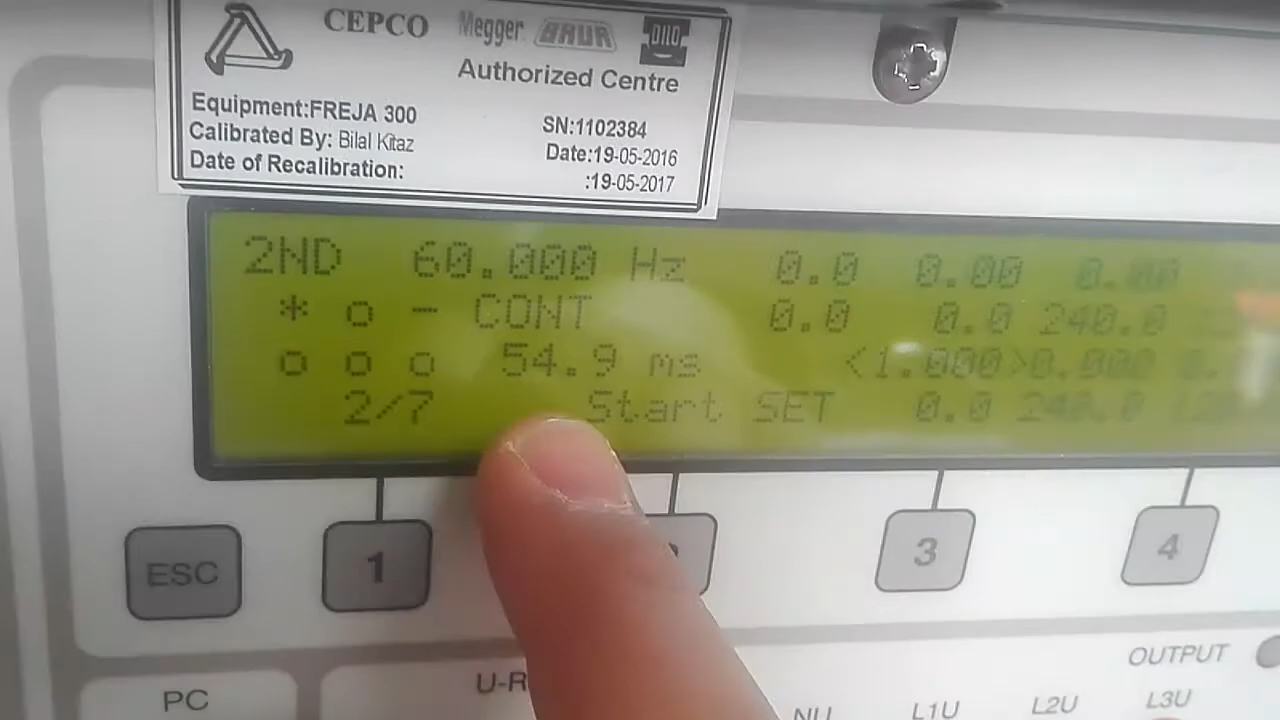 CEPCO Megger. BAUR
Authorized Centre
Equipment:FREJA 300
SN:1102384
Calibrated By: Bilal Kitaz
Date:19-05-2016
Date of Recalibration:
:19-05-2017
2ND 60.000 Hz 0.0 0.00 0.00
* o - CONT 0.0 0.0 240.0
o o o 54.9 ms <1.000>0.000
2/7 Start SET 0.0 240.0
ESC 1 3 4
OUTPUT
PC U-R L1U L2U L3U